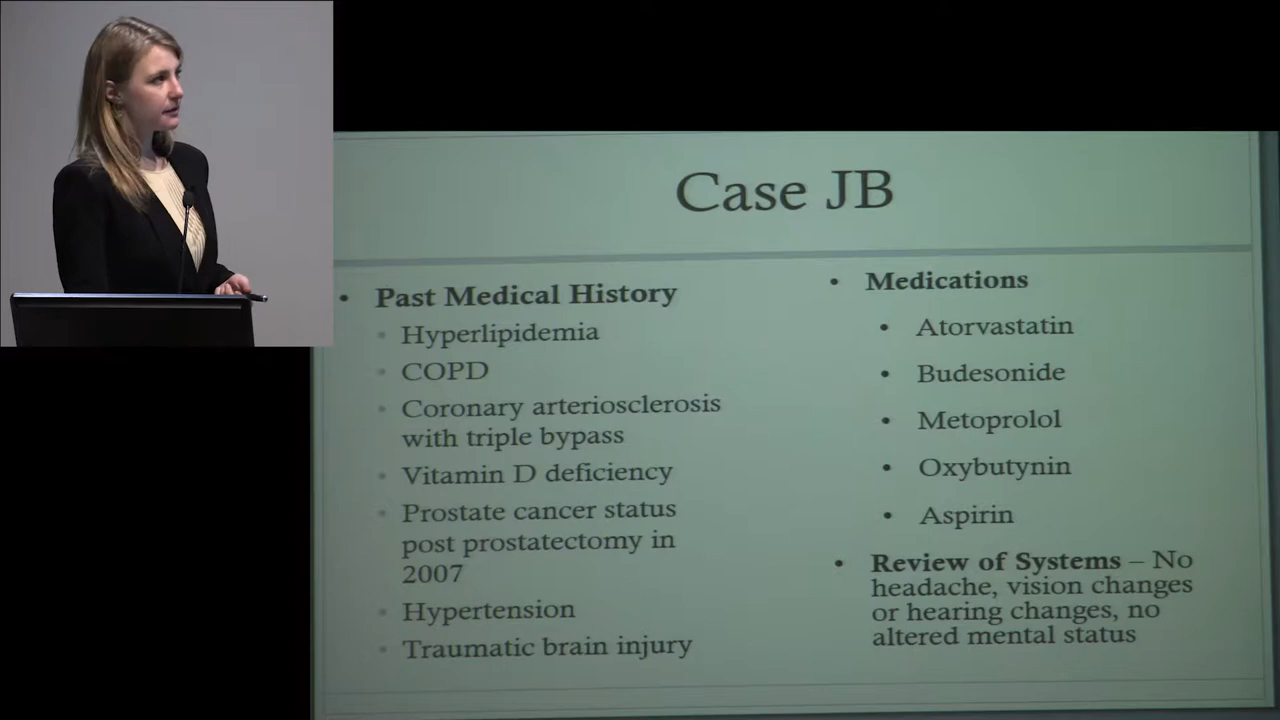 Case JB
• Past Medical History
• Hyperlipidemia
• COPD
• Coronary arteriosclerosis
with triple bypass
• Vitamin D deficiency
• Prostate cancer status
post prostatectomy in
2007
• Hypertension
• Traumatic brain injury
• Medications
• Atorvastatin
• Budesonide
• Metoprolol
• Oxybutynin
• Aspirin
• Review of Systems – No
headache, vision changes
or hearing changes, no
altered mental status